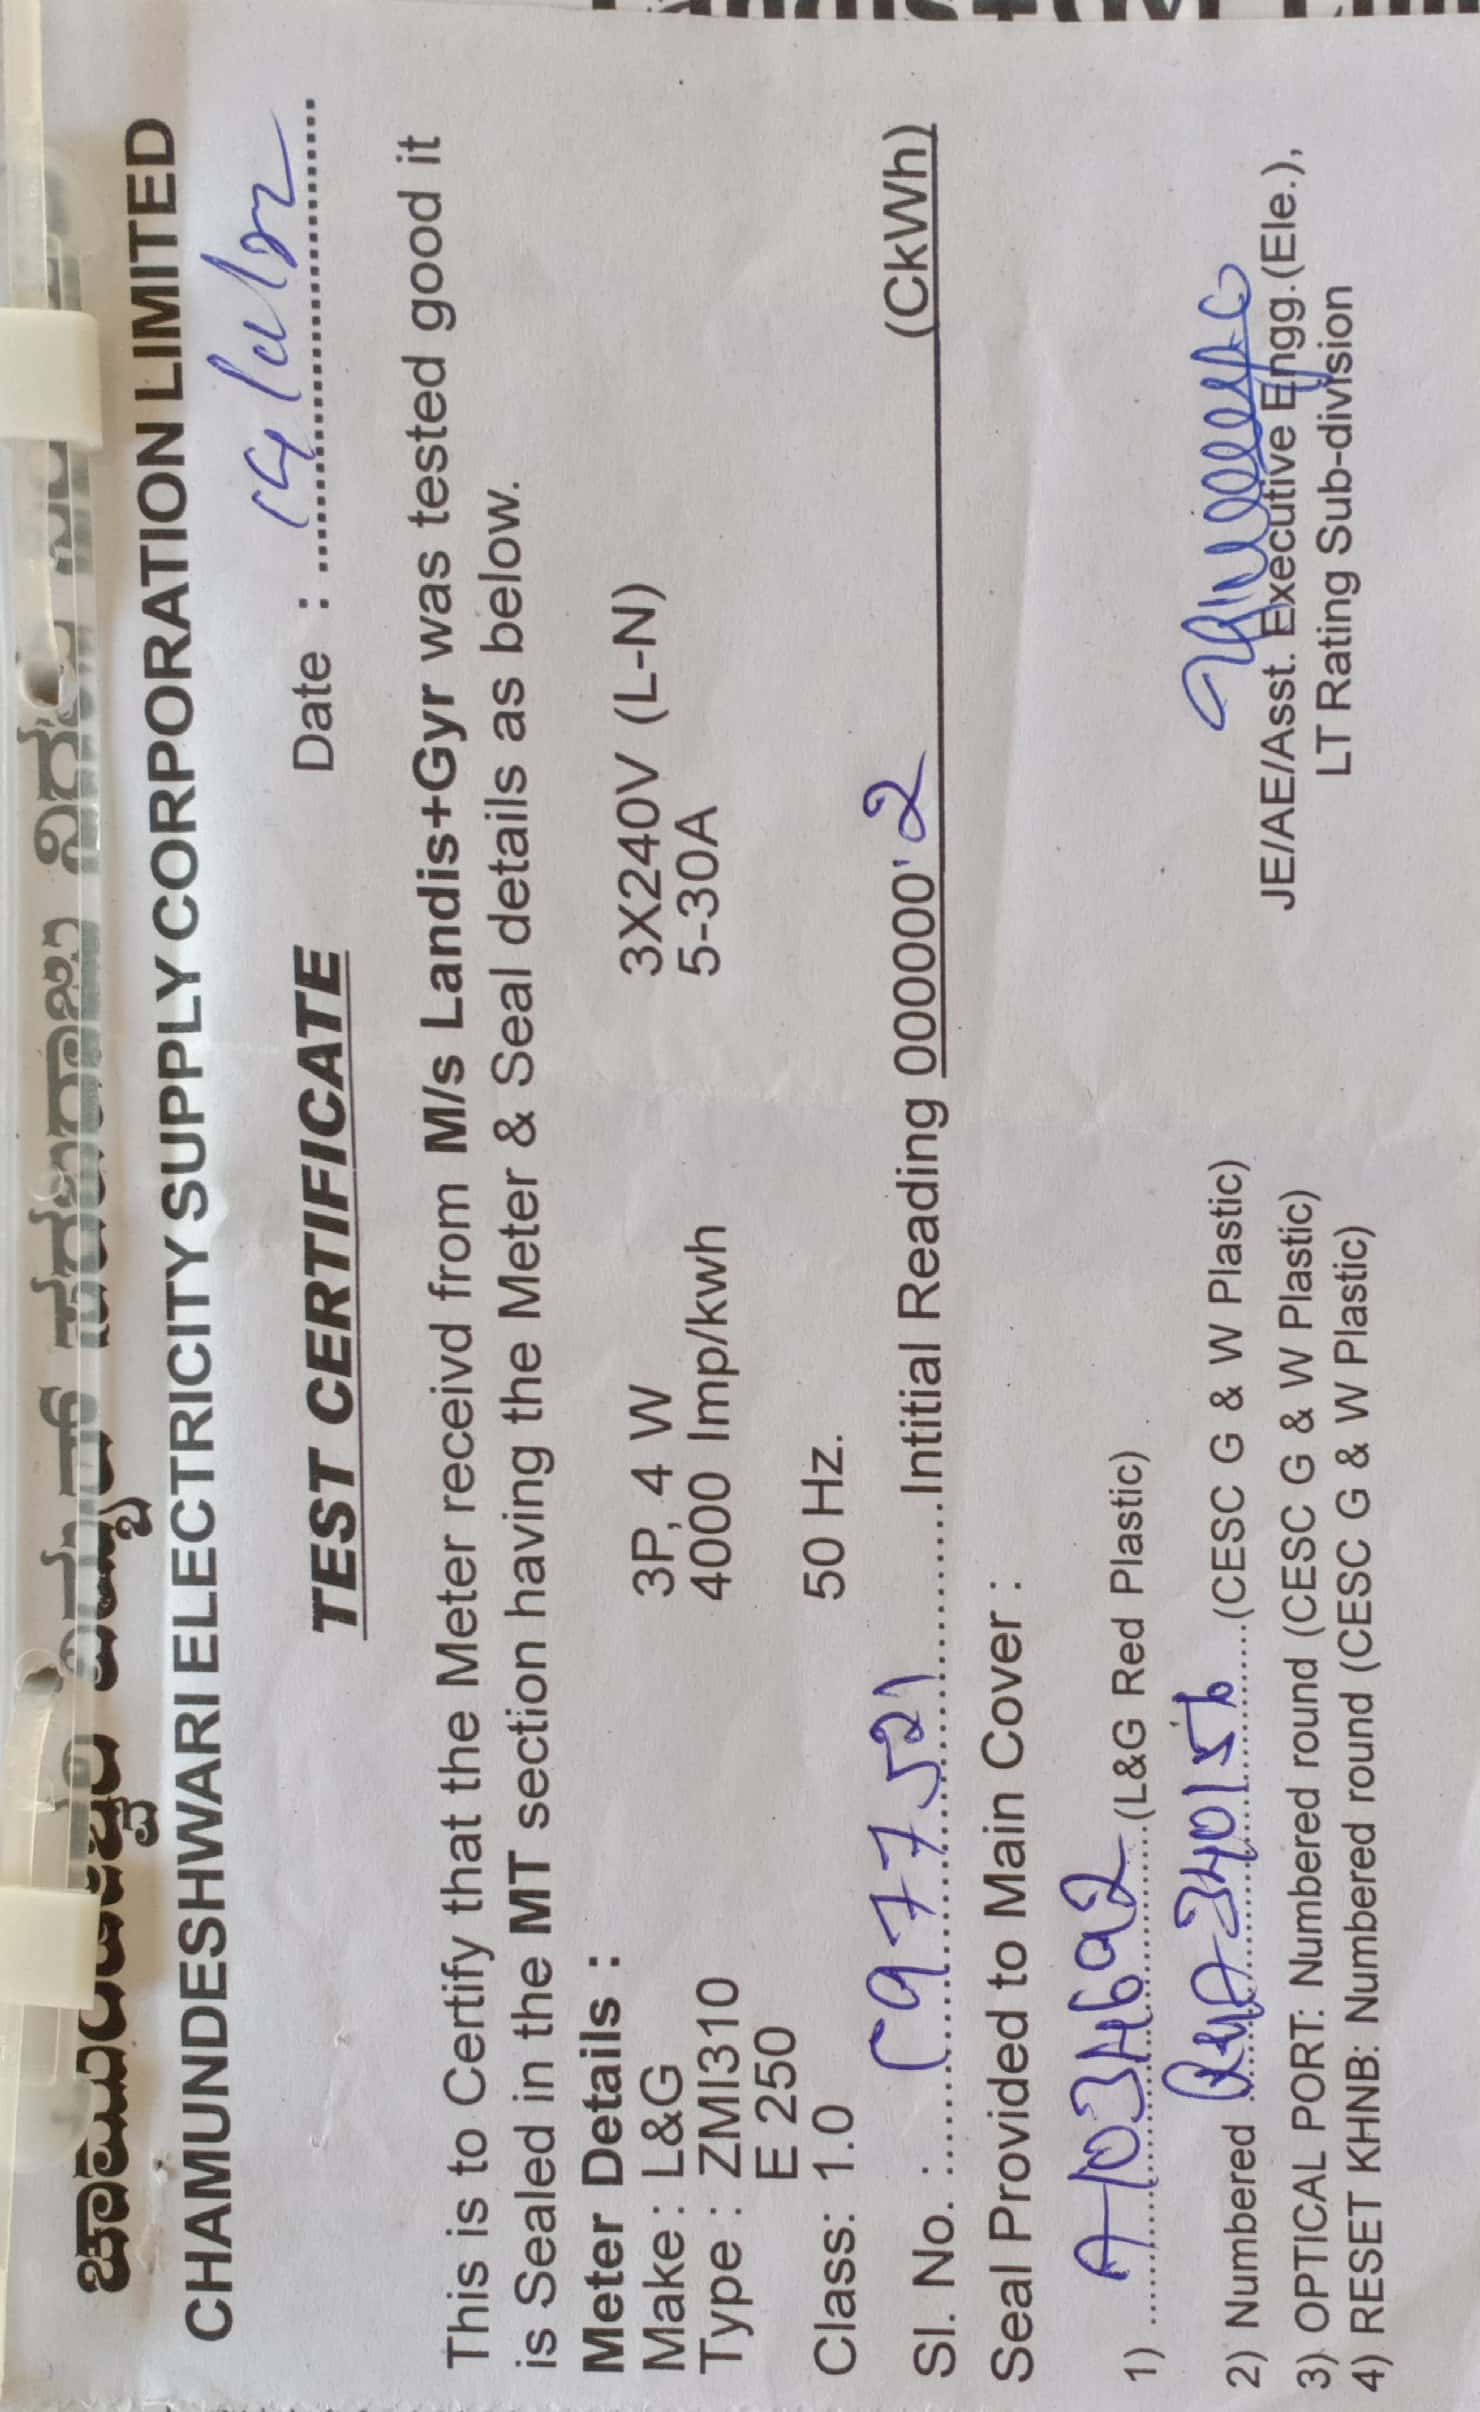 ಚಾಮುಂಡೇಶ್ವರಿ ವಿದ್ಯುತ್ ಸರಬರಾಜು
CHAMUNDESHWARI ELECTRICITY SUPPLY CORPORATION LIMITED
TEST CERTIFICATE Date :
This is to Certify that the Meter receivd from M/s Landis+Gyr was tested good it
is Sealed in the MT section having the Meter & Seal details as below.
Meter Details :
Make : L&G 3P, 4 W 3X240V (L-N)
Type : ZMI310 4000 Imp/kwh 5-30A
E 250
Class: 1.0 50 Hz.
Sl. No. : Intitial Reading 000000'2 (CkWh)
Seal Provided to Main Cover :
1) A1034692 (L&G Red Plastic)
2) Numbered (CESC G & W Plastic)
3) OPTICAL PORT: Numbered round (CESC G & W Plastic)
4) RESET KHNB: Numbered round (CESC G & W Plastic)
JE/AE/Asst. Executive Engg.(Ele.),
LT Rating Sub-division